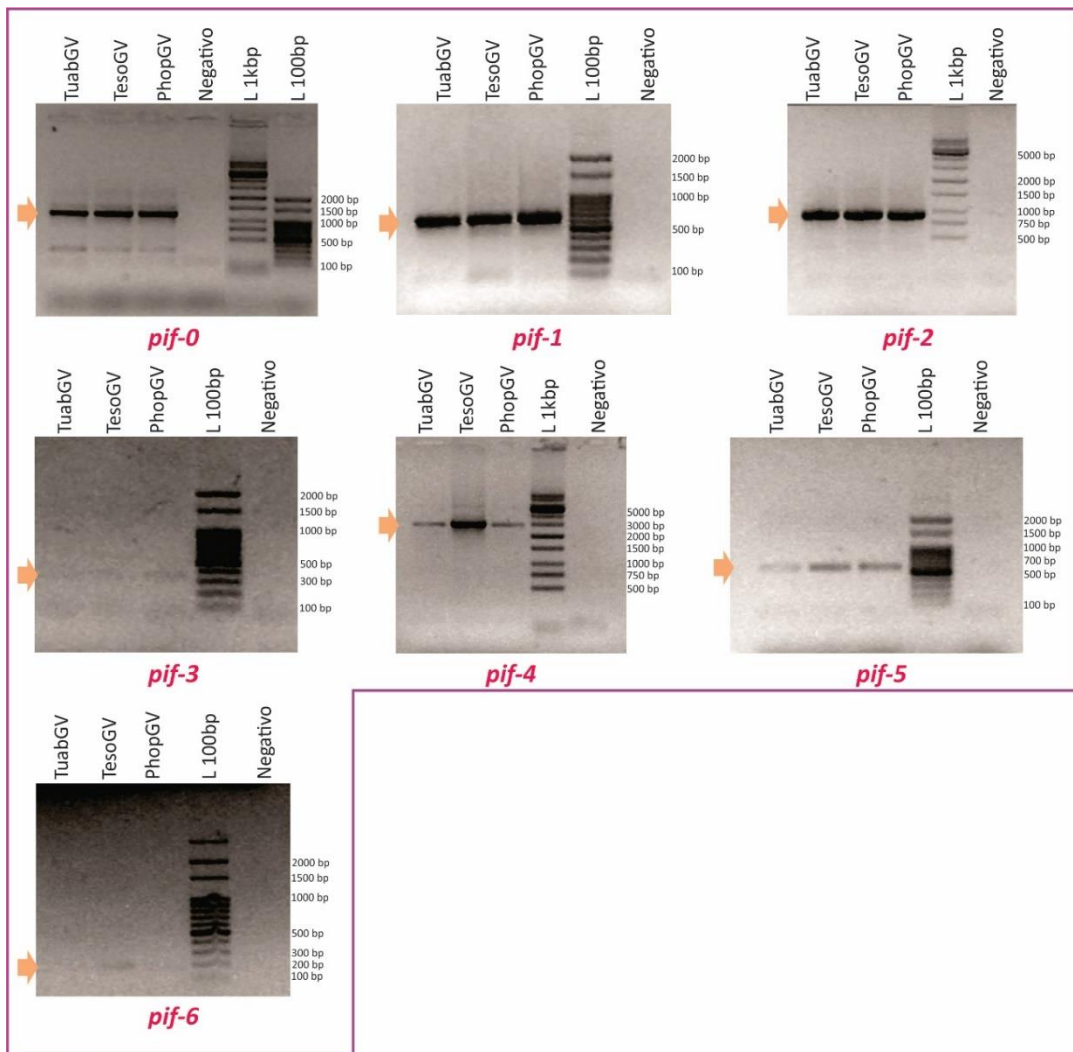 TuabGV
TesoGV
PhopGV
Negativo
L 1kbp
L 100bp
2000 bp
1500 bp
1000 bp
500 bp
100 bp
pif-0
TuabGV
TesoGV
PhopGV
L 100bp
Negativo
2000 bp
1500 bp
1000 bp
500 bp
100 bp
pif-1
TuabGV
TesoGV
PhopGV
L 1kbp
Negativo
5000 bp
2000 bp
1500 bp
1000 bp
750 bp
500 bp
pif-2
TuabGV
TesoGV
PhopGV
L 100bp
Negativo
2000 bp
1500 bp
1000 bp
500 bp
300 bp
100 bp
pif-3
TuabGV
TesoGV
PhopGV
L 1kbp
Negativo
5000 bp
3000 bp
2000 bp
1500 bp
1000 bp
750 bp
500 bp
pif-4
TuabGV
TesoGV
PhopGV
L 100bp
Negativo
2000 bp
1500 bp
1000 bp
700 bp
500 bp
100 bp
pif-5
TuabGV
TesoGV
PhopGV
L 100bp
Negativo
2000 bp
1500 bp
1000 bp
500 bp
300 bp
200 bp
100 bp
pif-6